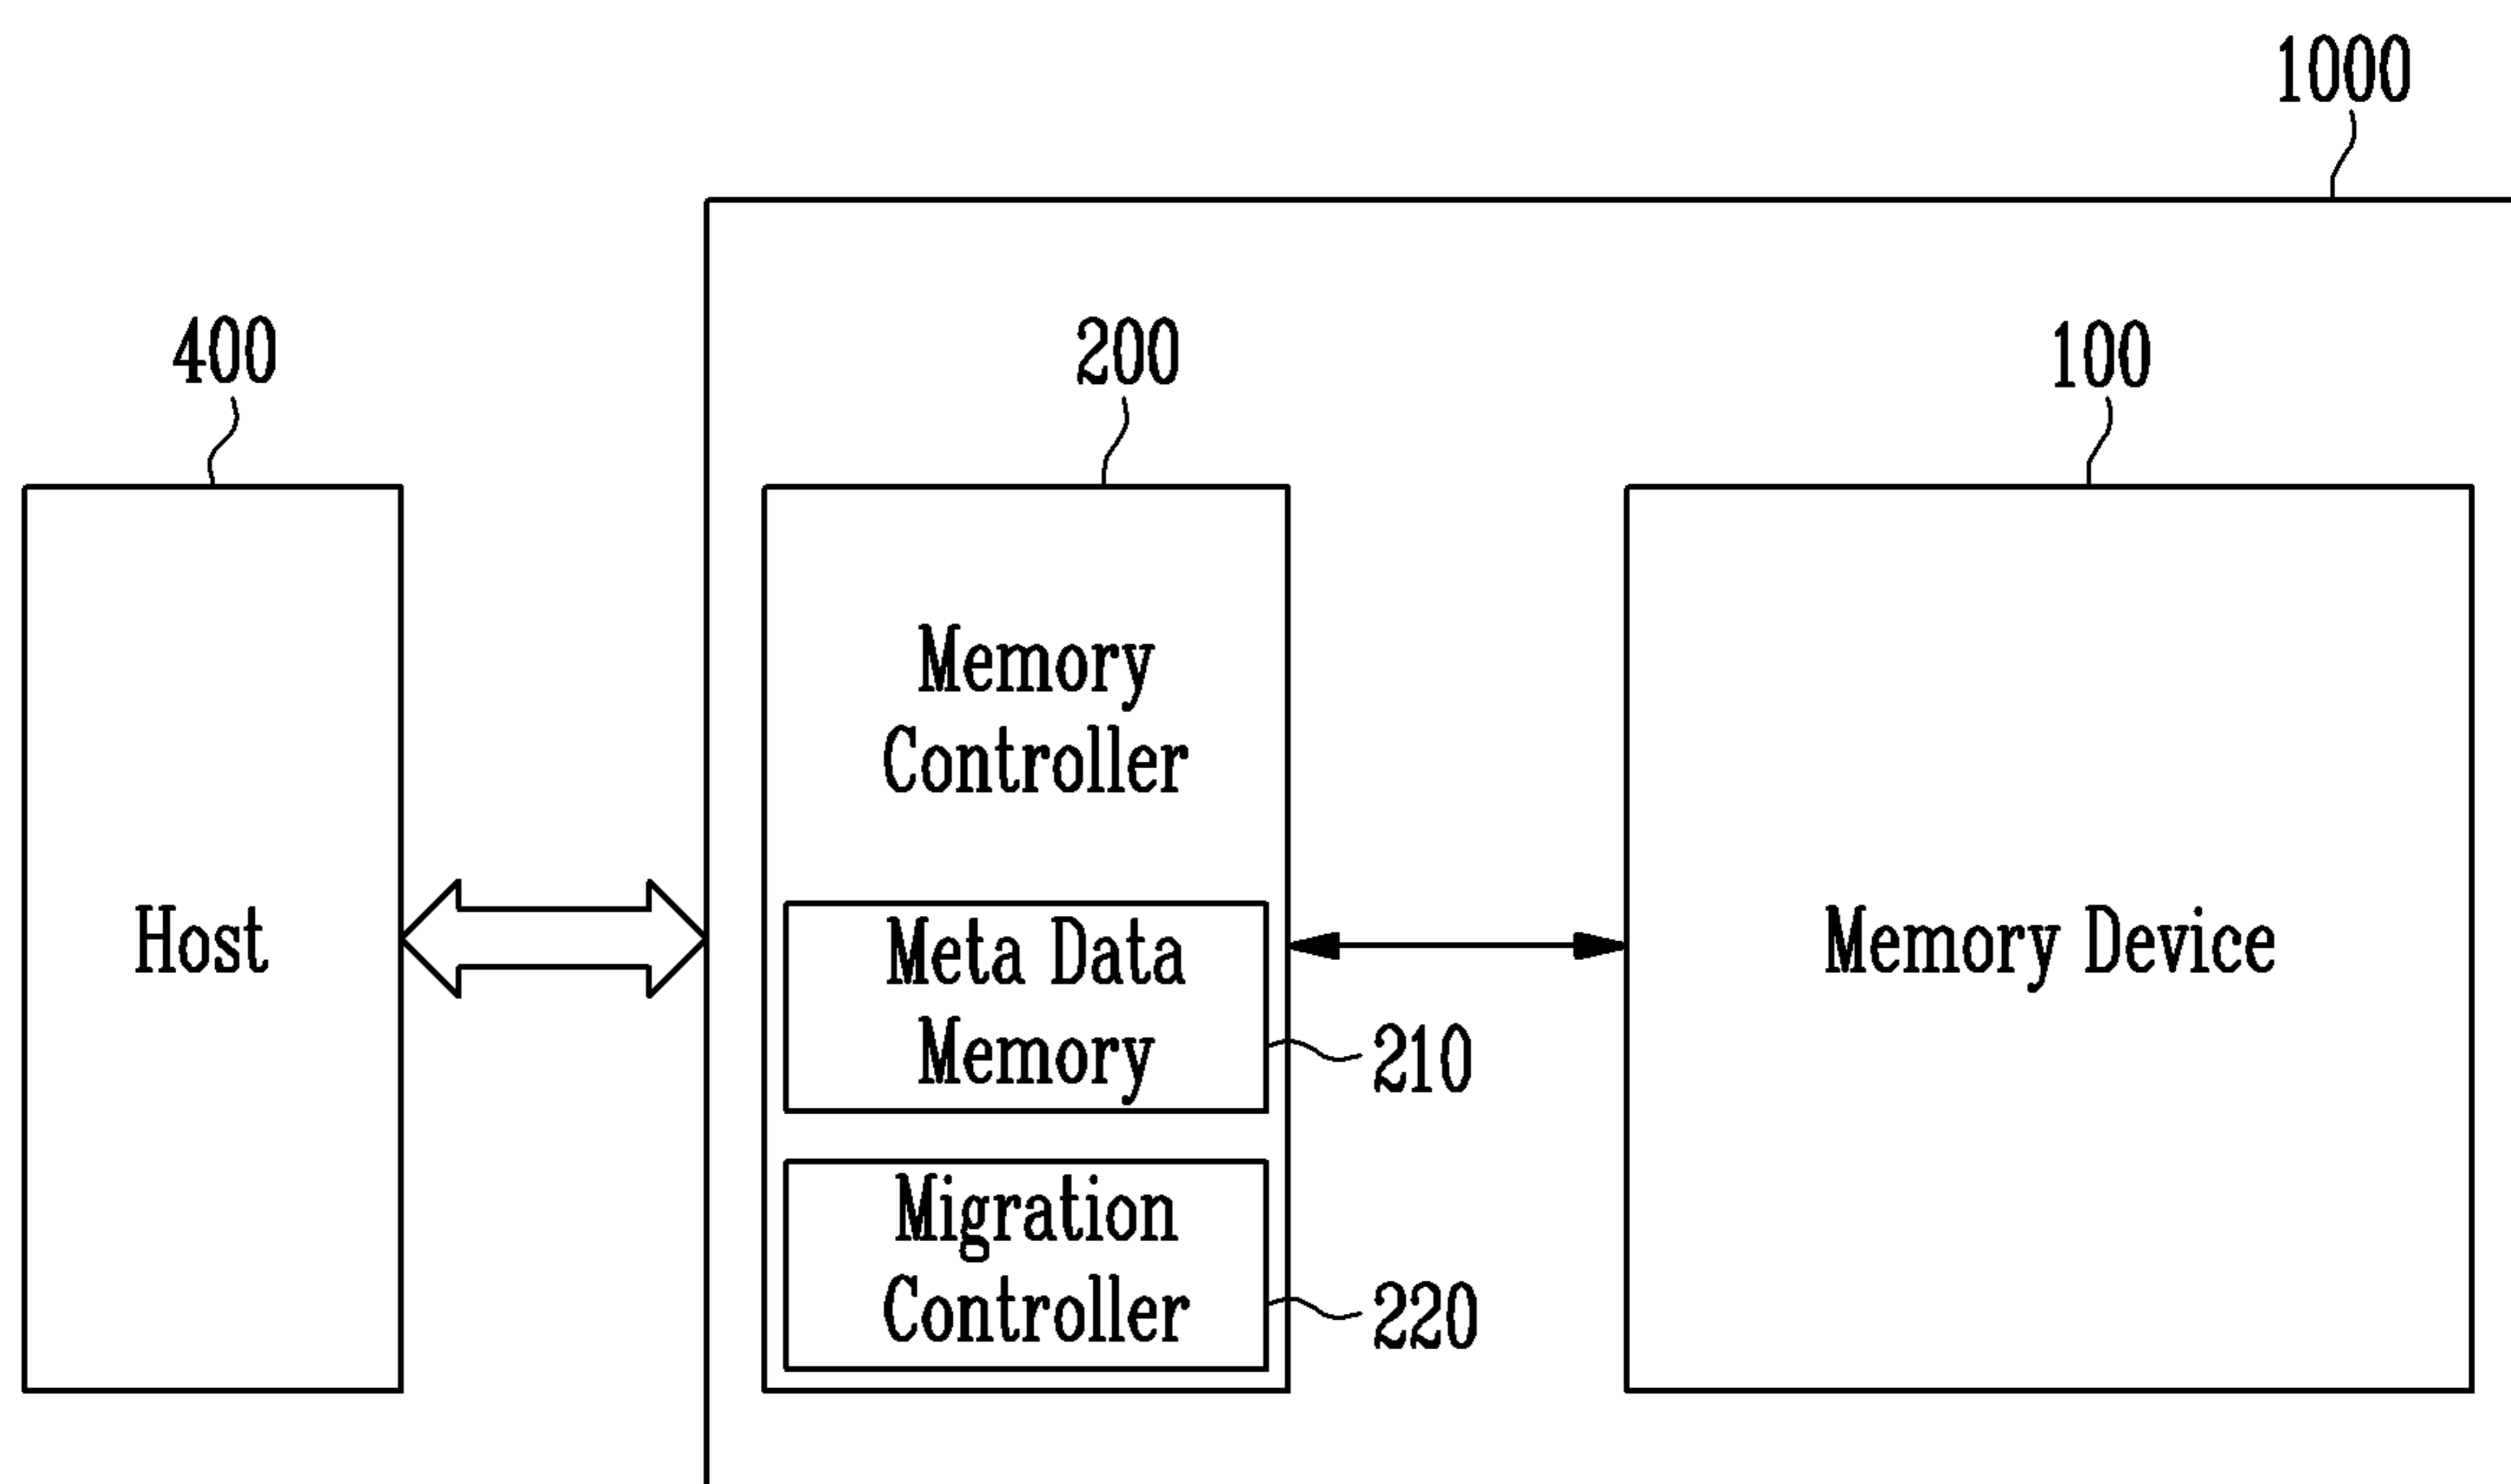 1000
400
200
100
Memory
Controller
Host
Meta Data
Memory
Memory Device
210
Migration
Controller
220